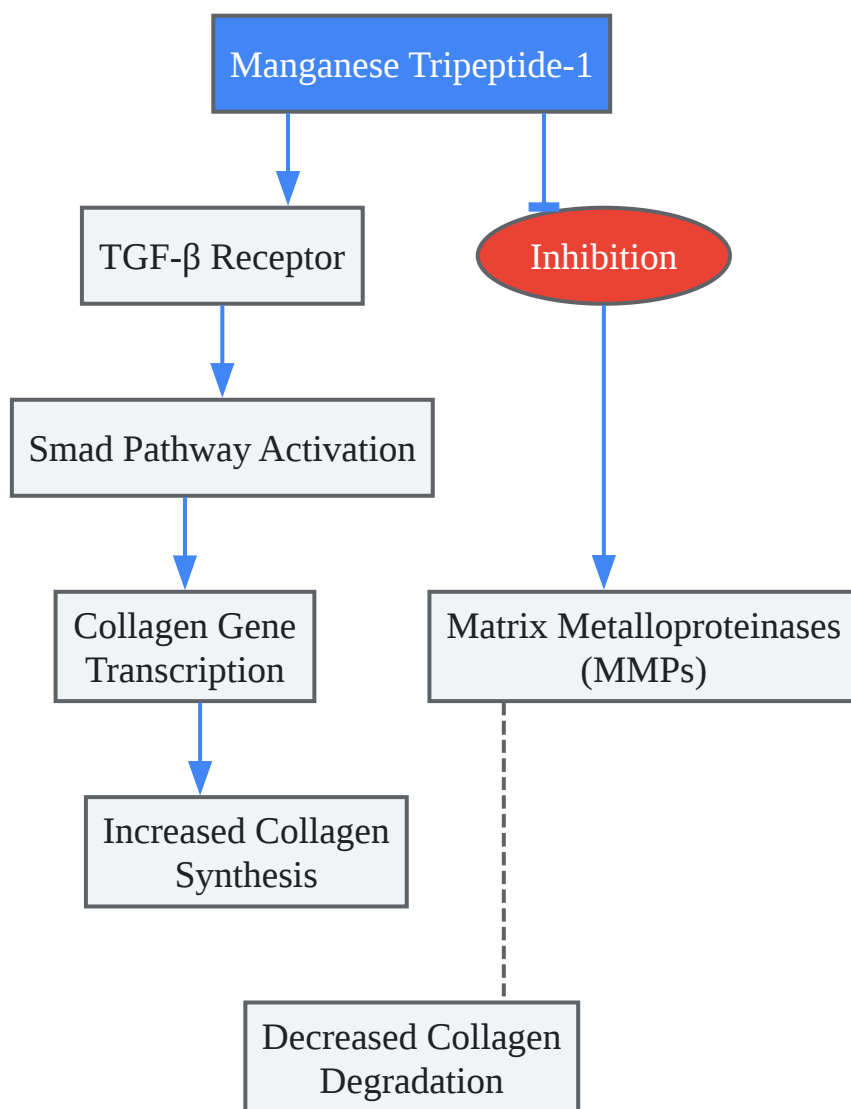 Manganese Tripeptide-1
TGF-β Receptor
Inhibition
Smad Pathway Activation
Collagen Gene
Transcription
Matrix Metalloproteinases
(MMPs)
Increased Collagen
Synthesis
Decreased Collagen
Degradation